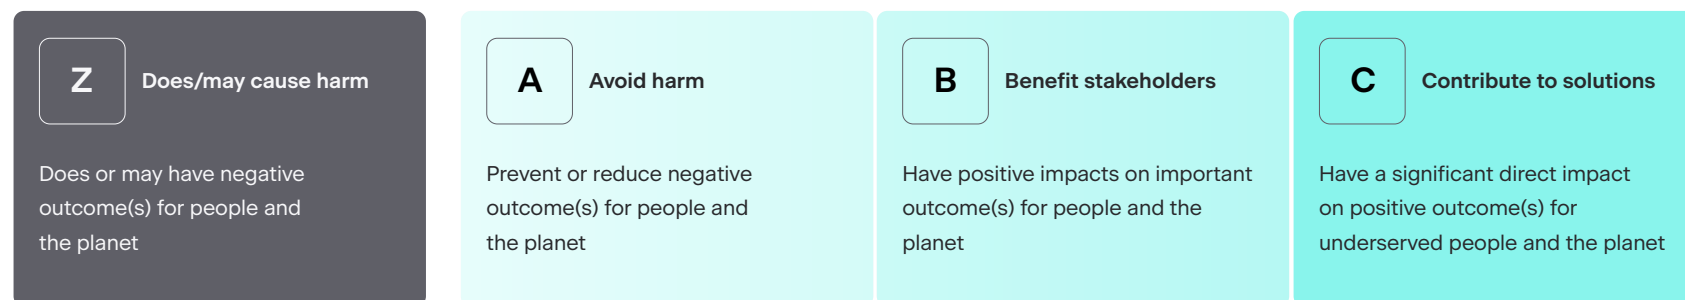 Z
Does/may cause harm
Does or may have negative
outcome(s) for people and
the planet
A
Avoid harm
Prevent or reduce negative
outcome(s) for people and
the planet
B
Benefit stakeholders
Have positive impacts on important
outcome(s) for people and the
planet
C
Contribute to solutions
Have a significant direct impact
on positive outcome(s) for
underserved people and the planet